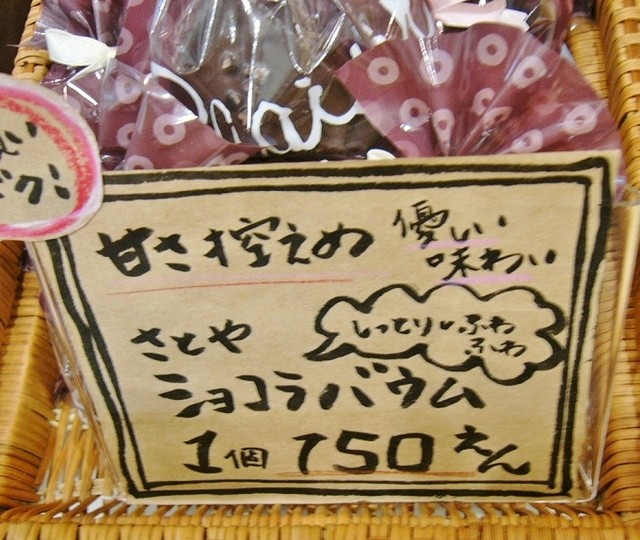 甘さ控えめ
優しい
味わい
しっとり
ふわ
ふわ
さとや
ショコラバウム
1個 750えん